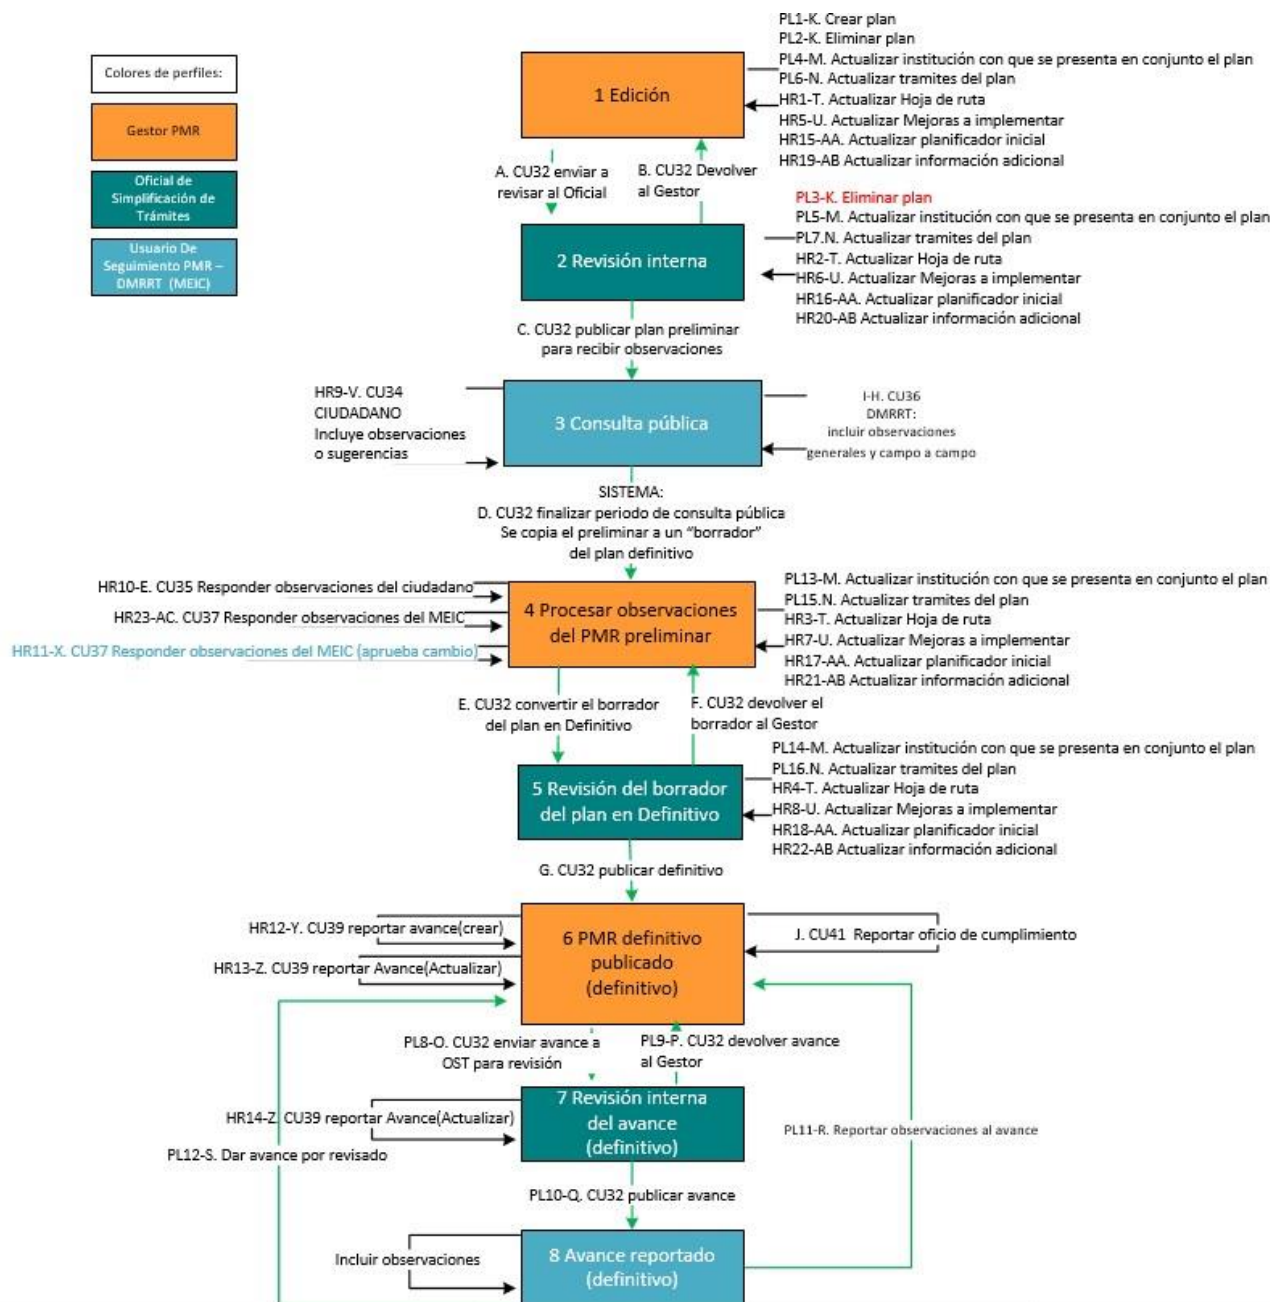 Colores de perfiles:
Gestor PMR
Oficial de
Simplificación de
Trámites
Usuario De
Seguimiento PMR –
DMRRT (MEIC)
1 Edición
PL1-K. Crear plan
PL2-K. Eliminar plan
PL4-M. Actualizar institución con que se presenta en conjunto el plan
PL6-N. Actualizar tramites del plan
HR1-T. Actualizar Hoja de ruta
HR5-U. Actualizar Mejoras a implementar
HR15-AA. Actualizar planificador inicial
HR19-AB Actualizar información adicional
A. CU32 enviar a
revisar al Oficial
B. CU32 Devolver
al Gestor
2 Revisión interna
PL3-K. Eliminar plan
PL5-M. Actualizar institución con que se presenta en conjunto el plan
PL7.N. Actualizar tramites del plan
HR2-T. Actualizar Hoja de ruta
HR6-U. Actualizar Mejoras a implementar
HR16-AA. Actualizar planificador inicial
HR20-AB Actualizar información adicional
C. CU32 publicar plan preliminar
para recibir observaciones
HR9-V. CU34
CIUDADANO
Incluye observaciones
o sugerencias
3 Consulta pública
I-H. CU36
DMRRT:
incluir observaciones
generales y campo a campo
SISTEMA:
D. CU32 finalizar periodo de consulta pública
Se copia el preliminar a un “borrador”
del plan definitivo
HR10-E. CU35 Responder observaciones del ciudadano
HR23-AC. CU37 Responder observaciones del MEIC
HR11-X. CU37 Responder observaciones del MEIC (aprueba cambio)
4 Procesar observaciones
del PMR preliminar
PL13-M. Actualizar institución con que se presenta en conjunto el plan
PL15.N. Actualizar tramites del plan
HR3-T. Actualizar Hoja de ruta
HR7-U. Actualizar Mejoras a implementar
HR17-AA. Actualizar planificador inicial
HR21-AB Actualizar información adicional
E. CU32 convertir el borrador
del plan en Definitivo
F. CU32 devolver el
borrador al Gestor
5 Revisión del borrador
del plan en Definitivo
PL14-M. Actualizar institución con que se presenta en conjunto el plan
PL16.N. Actualizar tramites del plan
HR4-T. Actualizar Hoja de ruta
HR8-U. Actualizar Mejoras a implementar
HR18-AA. Actualizar planificador inicial
HR22-AB Actualizar información adicional
G. CU32 publicar definitivo
HR12-Y. CU39 reportar avance(crear)
HR13-Z. CU39 reportar Avance(Actualizar)
6 PMR definitivo
publicado
(definitivo)
J. CU41 Reportar oficio de cumplimiento
PL8-O. CU32 enviar avance a
OST para revisión
PL9-P. CU32 devolver avance
al Gestor
HR14-Z. CU39 reportar Avance(Actualizar)
7 Revisión interna
del avance
(definitivo)
PL11-R. Reportar observaciones al avance
PL12-S. Dar avance por revisado
PL10-Q. CU32 publicar avance
Incluir observaciones
8 Avance reportado
(definitivo)